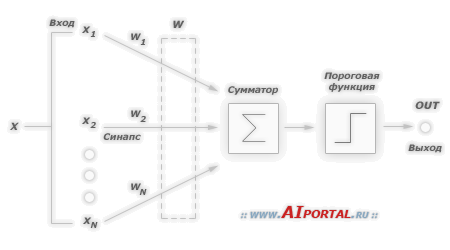 Вход
X1
W1
W
X
X2
W2
Синапс
WN
XN
Сумматор
Σ
Пороговая
функция
OUT
Выход
:: WWW.AIPORTAL.RU ::